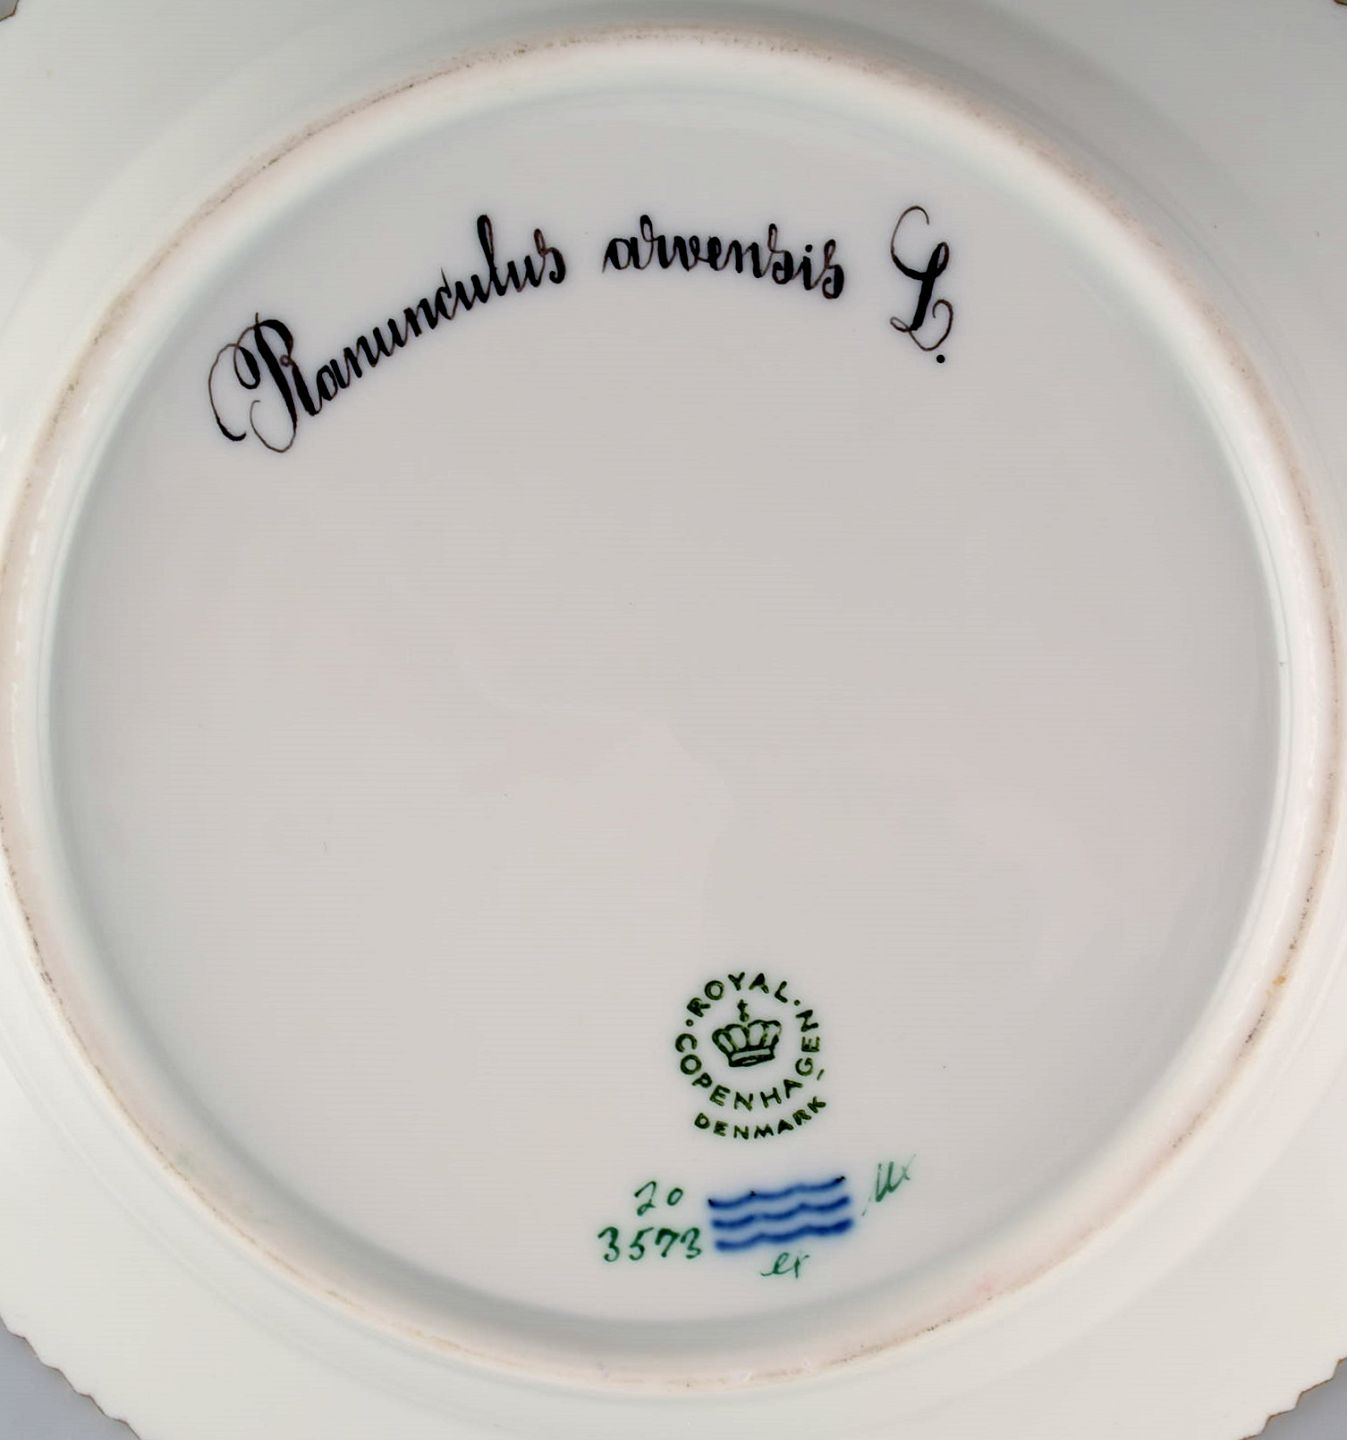 Ranunculus arvensis L.
ROYAL COPENHAGEN
DENMARK
20
3573